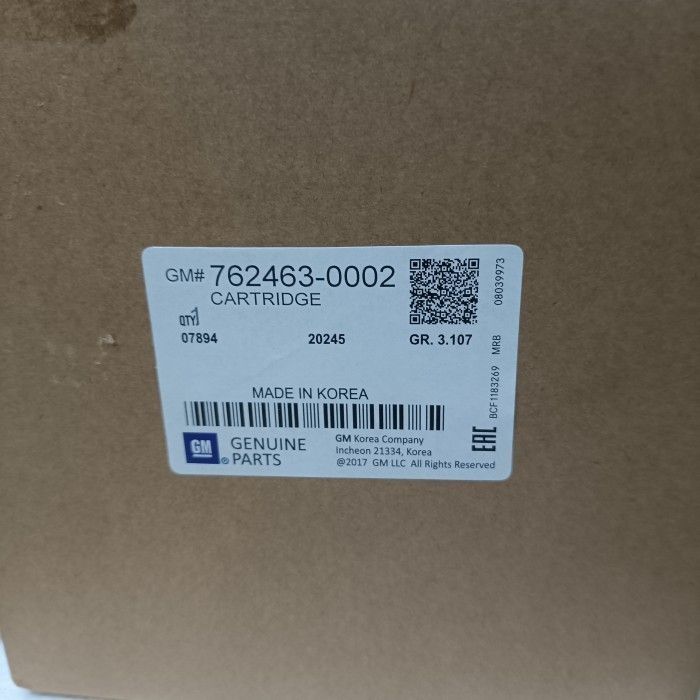 GM# 762463-0002
CARTRIDGE
QTY 1
07894 20245 GR. 3.107
MADE IN KOREA
GM ® GENUINE PARTS
GM Korea Company
Incheon 21334, Korea
@2017 GM LLC All Rights Reserved
EAC
BCF1183269 MRB 08039973